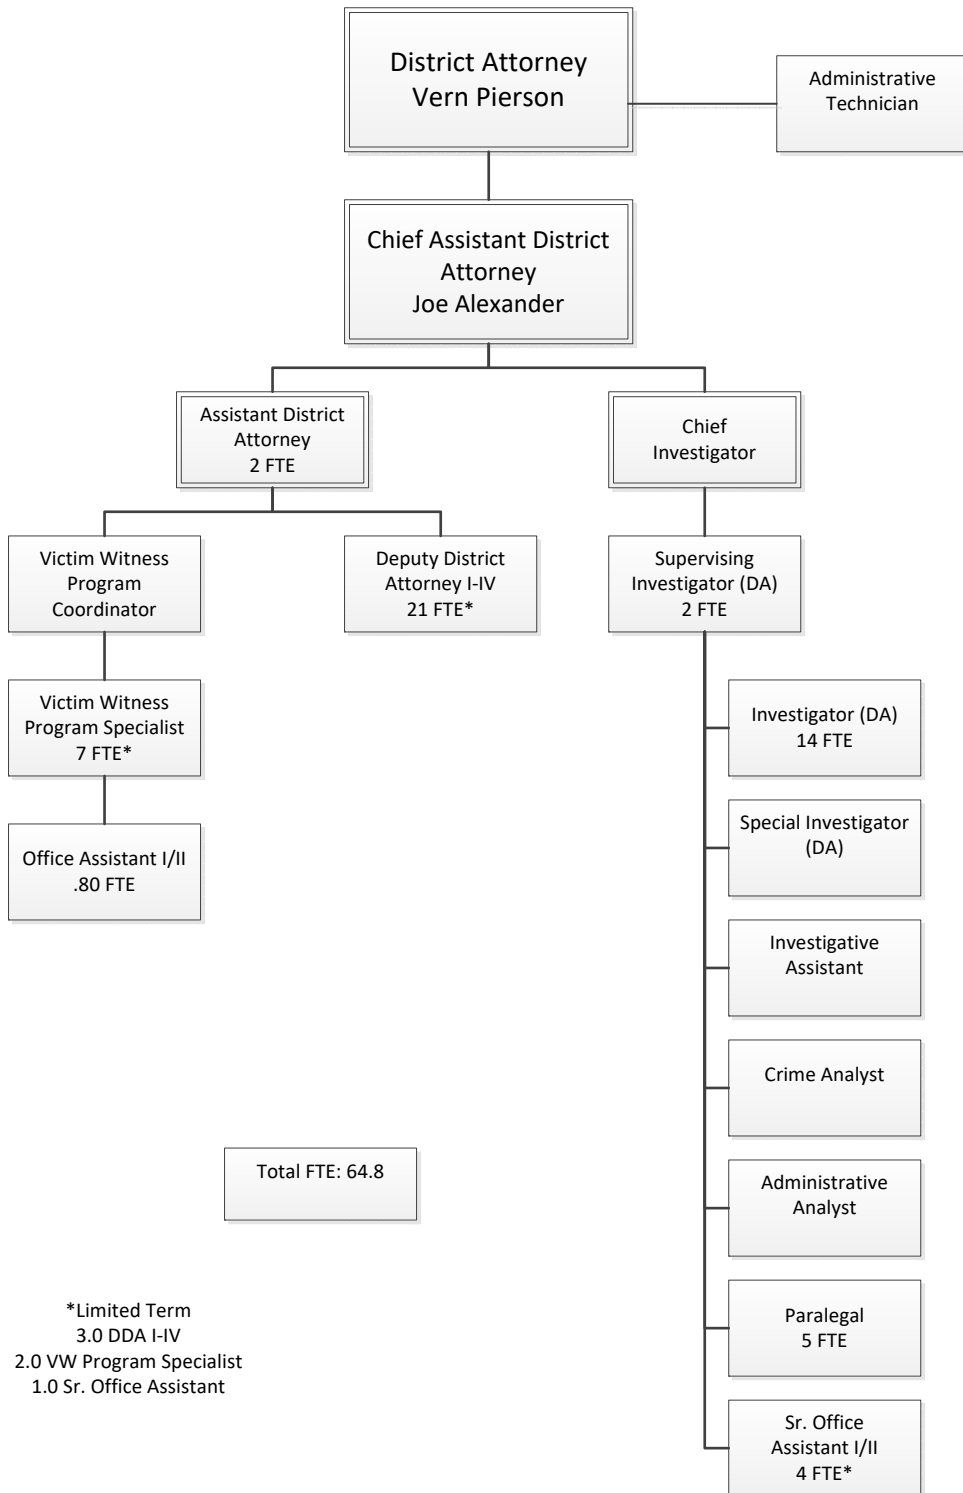 District Attorney
Vern Pierson
Administrative
Technician
Chief Assistant District
Attorney
Joe Alexander
Assistant District
Attorney
2 FTE
Chief
Investigator
Victim Witness
Program
Coordinator
Deputy District
Attorney I-IV
21 FTE*
Supervising
Investigator (DA)
2 FTE
Victim Witness
Program Specialist
7 FTE*
Investigator (DA)
14 FTE
Office Assistant I/II
.80 FTE
Special Investigator
(DA)
Investigative
Assistant
Crime Analyst
Total FTE: 64.8
Administrative
Analyst
*Limited Term
3.0 DDA I-IV
2.0 VW Program Specialist
1.0 Sr. Office Assistant
Paralegal
5 FTE
Sr. Office
Assistant I/II
4 FTE*